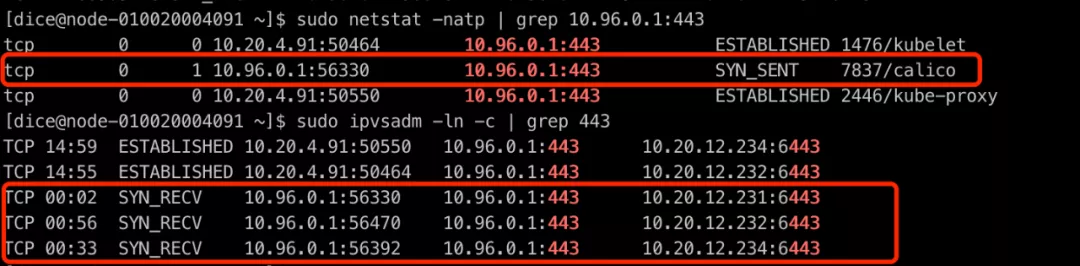 [dice@node-010020004091 ~]$ sudo netstat -natp | grep 10.96.0.1:443
tcp 0 0 10.20.4.91:50464 10.96.0.1:443 ESTABLISHED 1476/kubelet
tcp 0 1 10.96.0.1:56330 10.96.0.1:443 SYN_SENT 7837/calico
tcp 0 0 10.20.4.91:50550 10.96.0.1:443 ESTABLISHED 2446/kube-proxy
[dice@node-010020004091 ~]$ sudo ipvsadm -ln -c | grep 443
TCP 14:59 ESTABLISHED 10.20.4.91:50550 10.96.0.1:443 10.20.12.234:6443
TCP 14:55 ESTABLISHED 10.20.4.91:50464 10.96.0.1:443 10.20.12.232:6443
TCP 00:02 SYN_RECV 10.96.0.1:56330 10.96.0.1:443 10.20.12.231:6443
TCP 00:56 SYN_RECV 10.96.0.1:56470 10.96.0.1:443 10.20.12.232:6443
TCP 00:33 SYN_RECV 10.96.0.1:56392 10.96.0.1:443 10.20.12.234:6443